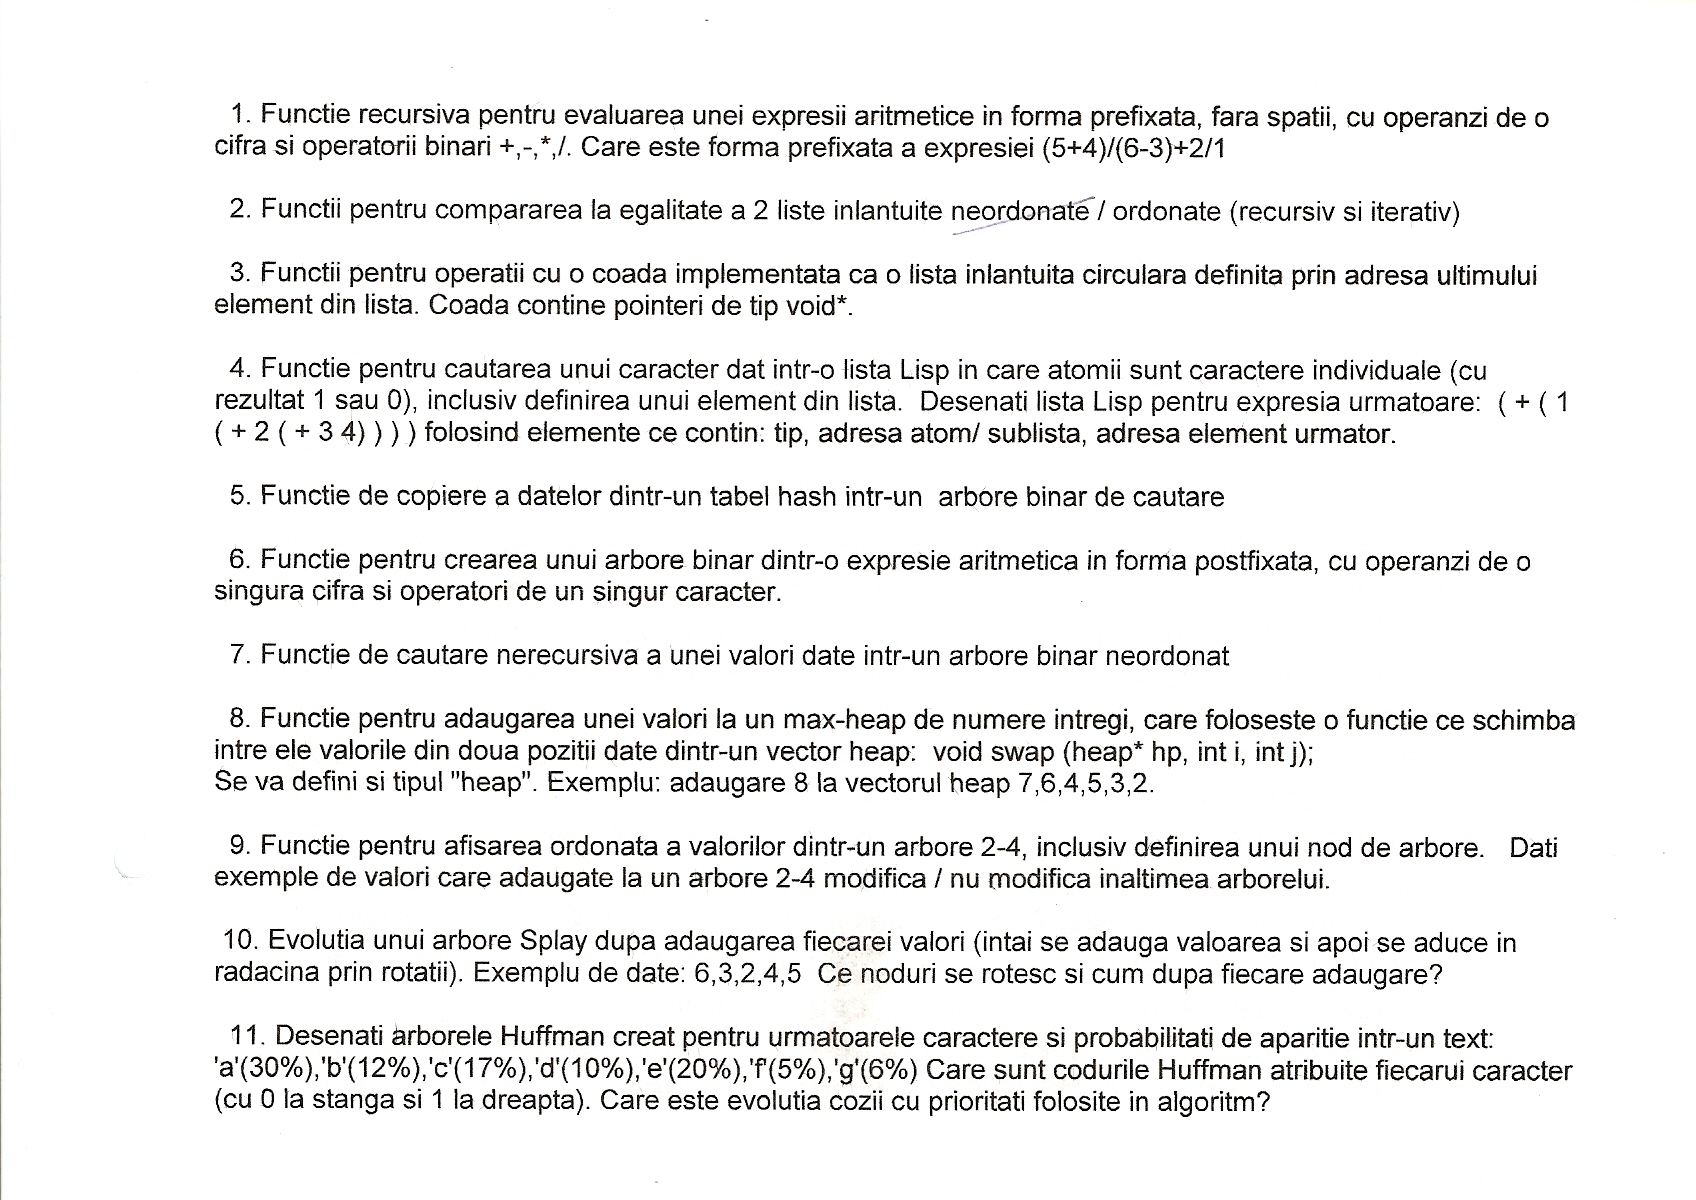 1. Functie recursiva pentru evaluarea unei expresii aritmetice in forma prefixata, fara spatii, cu operanzi de o
cifra si operatorii binari +,-,*,/. Care este forma prefixata a expresiei (5+4)/(6-3)+2/1
2. Functii pentru compararea la egalitate a 2 liste inlantuite neordonate / ordonate (recursiv si iterativ)
3. Functii pentru operatii cu o coada implementata ca o lista inlantuita circulara definita prin adresa ultimului
element din lista. Coada contine pointeri de tip void*.
4. Functie pentru cautarea unui caracter dat intr-o lista Lisp in care atomii sunt caractere individuale (cu
rezultat 1 sau 0), inclusiv definirea unui element din lista.  Desenati lista Lisp pentru expresia urmatoare:  ( + ( 1
( + 2 ( + 3 4) ) ) ) folosind elemente ce contin: tip, adresa atom/ sublista, adresa element urmator.
5. Functie de copiere a datelor dintr-un tabel hash intr-un  arbore binar de cautare
6. Functie pentru crearea unui arbore binar dintr-o expresie aritmetica in forma postfixata, cu operanzi de o
singura cifra si operatori de un singur caracter.
7. Functie de cautare nerecursiva a unei valori date intr-un arbore binar neordonat
8. Functie pentru adaugarea unei valori la un max-heap de numere intregi, care foloseste o functie ce schimba
intre ele valorile din doua pozitii date dintr-un vector heap:  void swap (heap* hp, int i, int j);
Se va defini si tipul "heap". Exemplu: adaugare 8 la vectorul heap 7,6,4,5,3,2.
9. Functie pentru afisarea ordonata a valorilor dintr-un arbore 2-4, inclusiv definirea unui nod de arbore.   Dati
exemple de valori care adaugate la un arbore 2-4 modifica / nu modifica inaltimea arborelui.
10. Evolutia unui arbore Splay dupa adaugarea fiecarei valori (intai se adauga valoarea si apoi se aduce in
radacina prin rotatii). Exemplu de date: 6,3,2,4,5  Ce noduri se rotesc si cum dupa fiecare adaugare?
11. Desenati arborele Huffman creat pentru urmatoarele caractere si probabilitati de aparitie intr-un text:
'a'(30%),'b'(12%),'c'(17%),'d'(10%),'e'(20%),'f'(5%),'g'(6%) Care sunt codurile Huffman atribuite fiecarui caracter
(cu 0 la stanga si 1 la dreapta). Care este evolutia cozii cu prioritati folosite in algoritm?